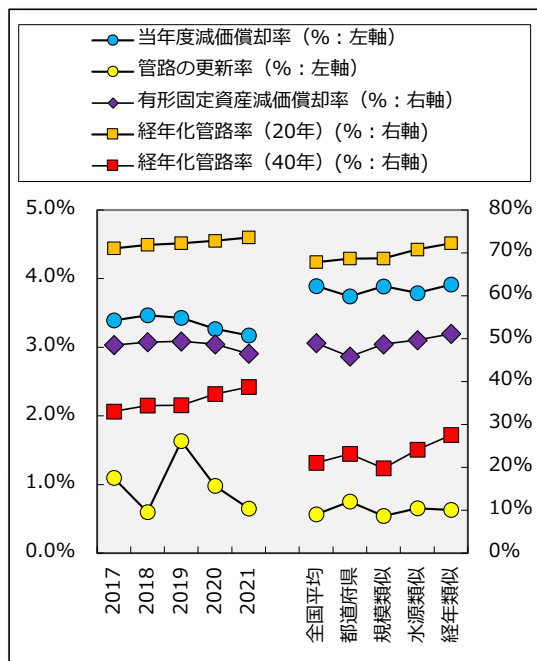 当年度減価償却率（%：左軸）
管路の更新率（%：左軸）
有形固定資産減価償却率（%：右軸）
経年化管路率（20年）(%：右軸)
経年化管路率（40年）(%：右軸)
5.0%
4.0%
3.0%
2.0%
1.0%
0.0%
80%
70%
60%
50%
40%
30%
20%
10%
0%
2017
2018
2019
2020
2021
全国平均
都道府県
規模類似
水源類似
経年類似